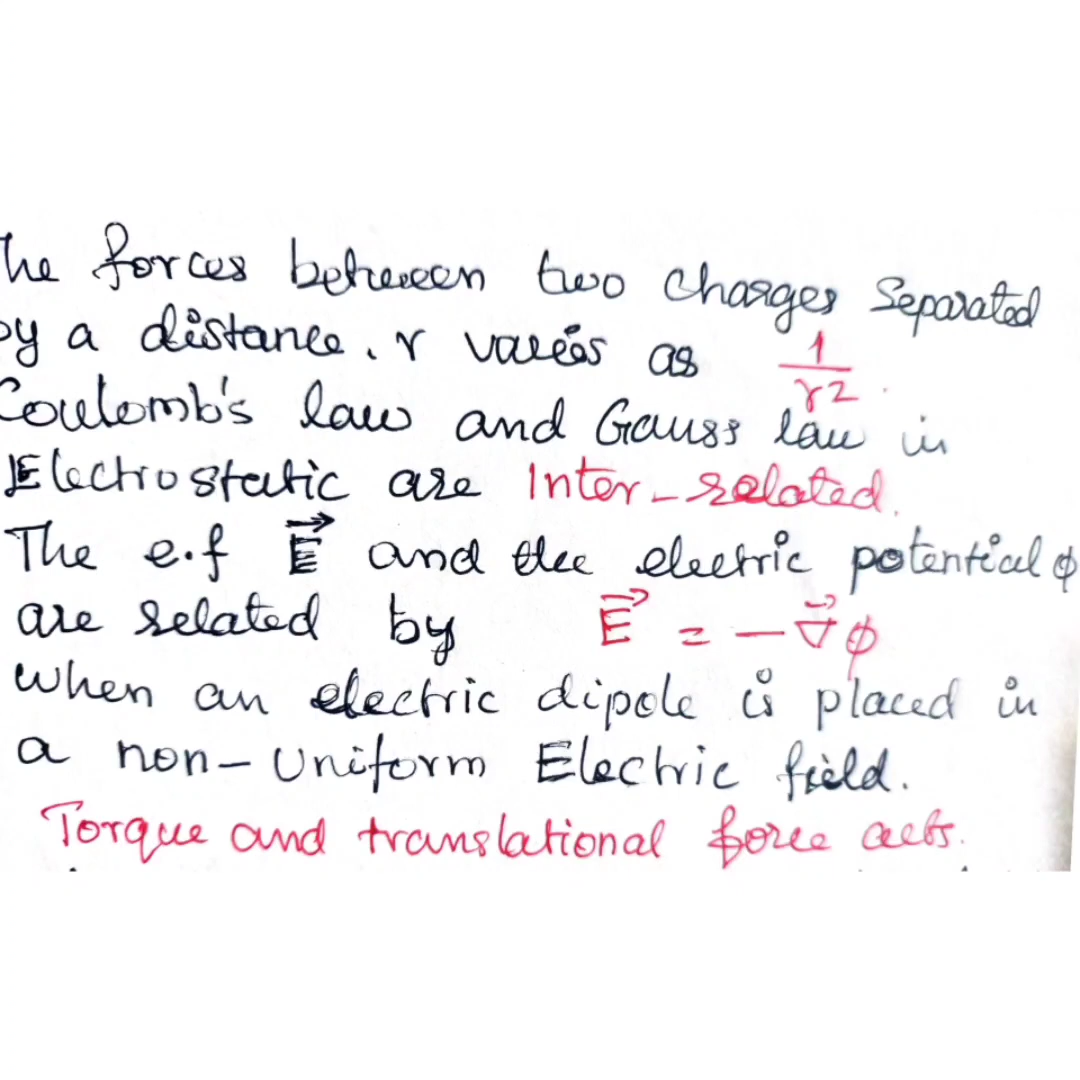 he forces between two charges Separated
by a distance. r varies as 1/r2.
Coulomb's law and Gauss law in
Electrostatic are Inter-related.
The e.f E⃗ and the electric potential ϕ
are related by E⃗ = -∇⃗ϕ
when an electric dipole is placed in
a non-Uniform Electric field.
Torque and translational force acts.